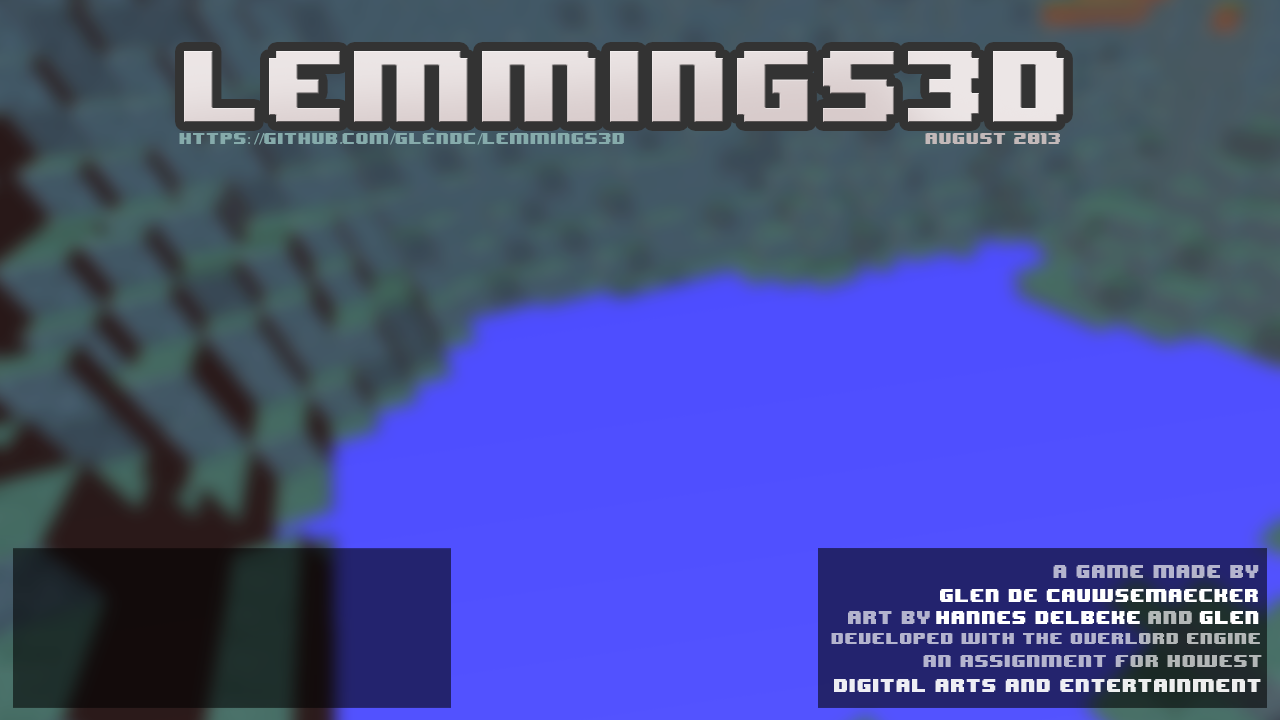 LEMMINGS3D
HTTPS://GITHUB.COM/GLENDC/LEMMINGS3D
AUGUST 2013
A GAME MADE BY
GLEN DE CAUWSEMAECKER
ART BY HANNES DELBEKE AND GLEN
DEVELOPED WITH THE OVERLORD ENGINE
AN ASSIGNMENT FOR HOWEST
DIGITAL ARTS AND ENTERTAINMENT